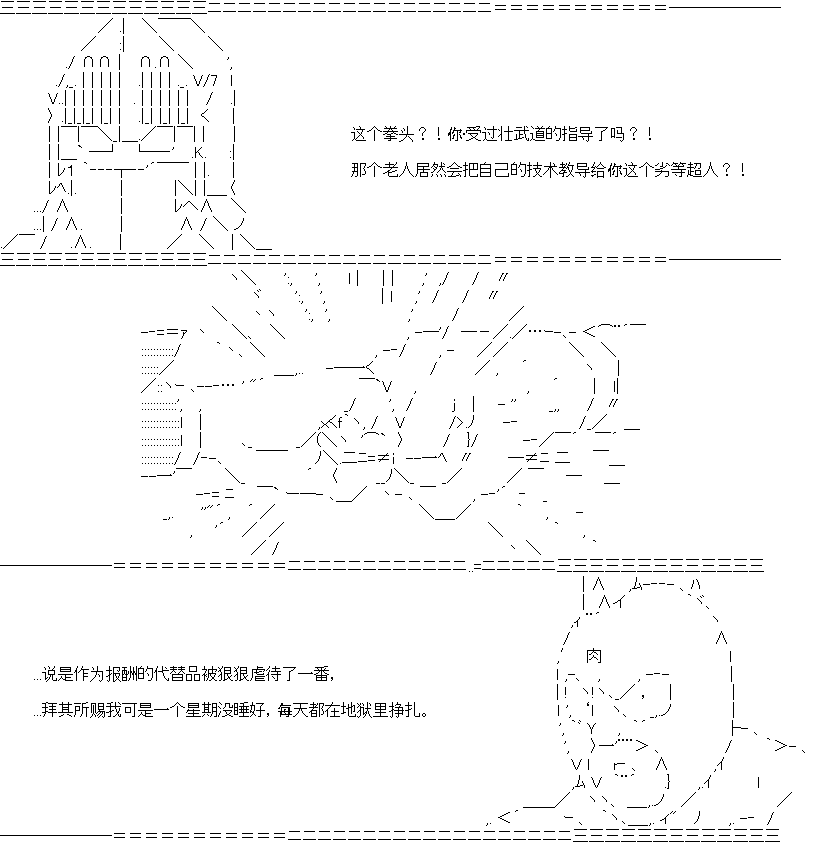 这个拳头？！你·受过壮武道的指导了吗？！
那个老人居然会把自己的技术教导给你这个劣等超人？！
肉
…说是作为报酬的代替品被狠狠虐待了一番，
…拜其所赐我可是一个星期没睡好，每天都在地狱里挣扎。